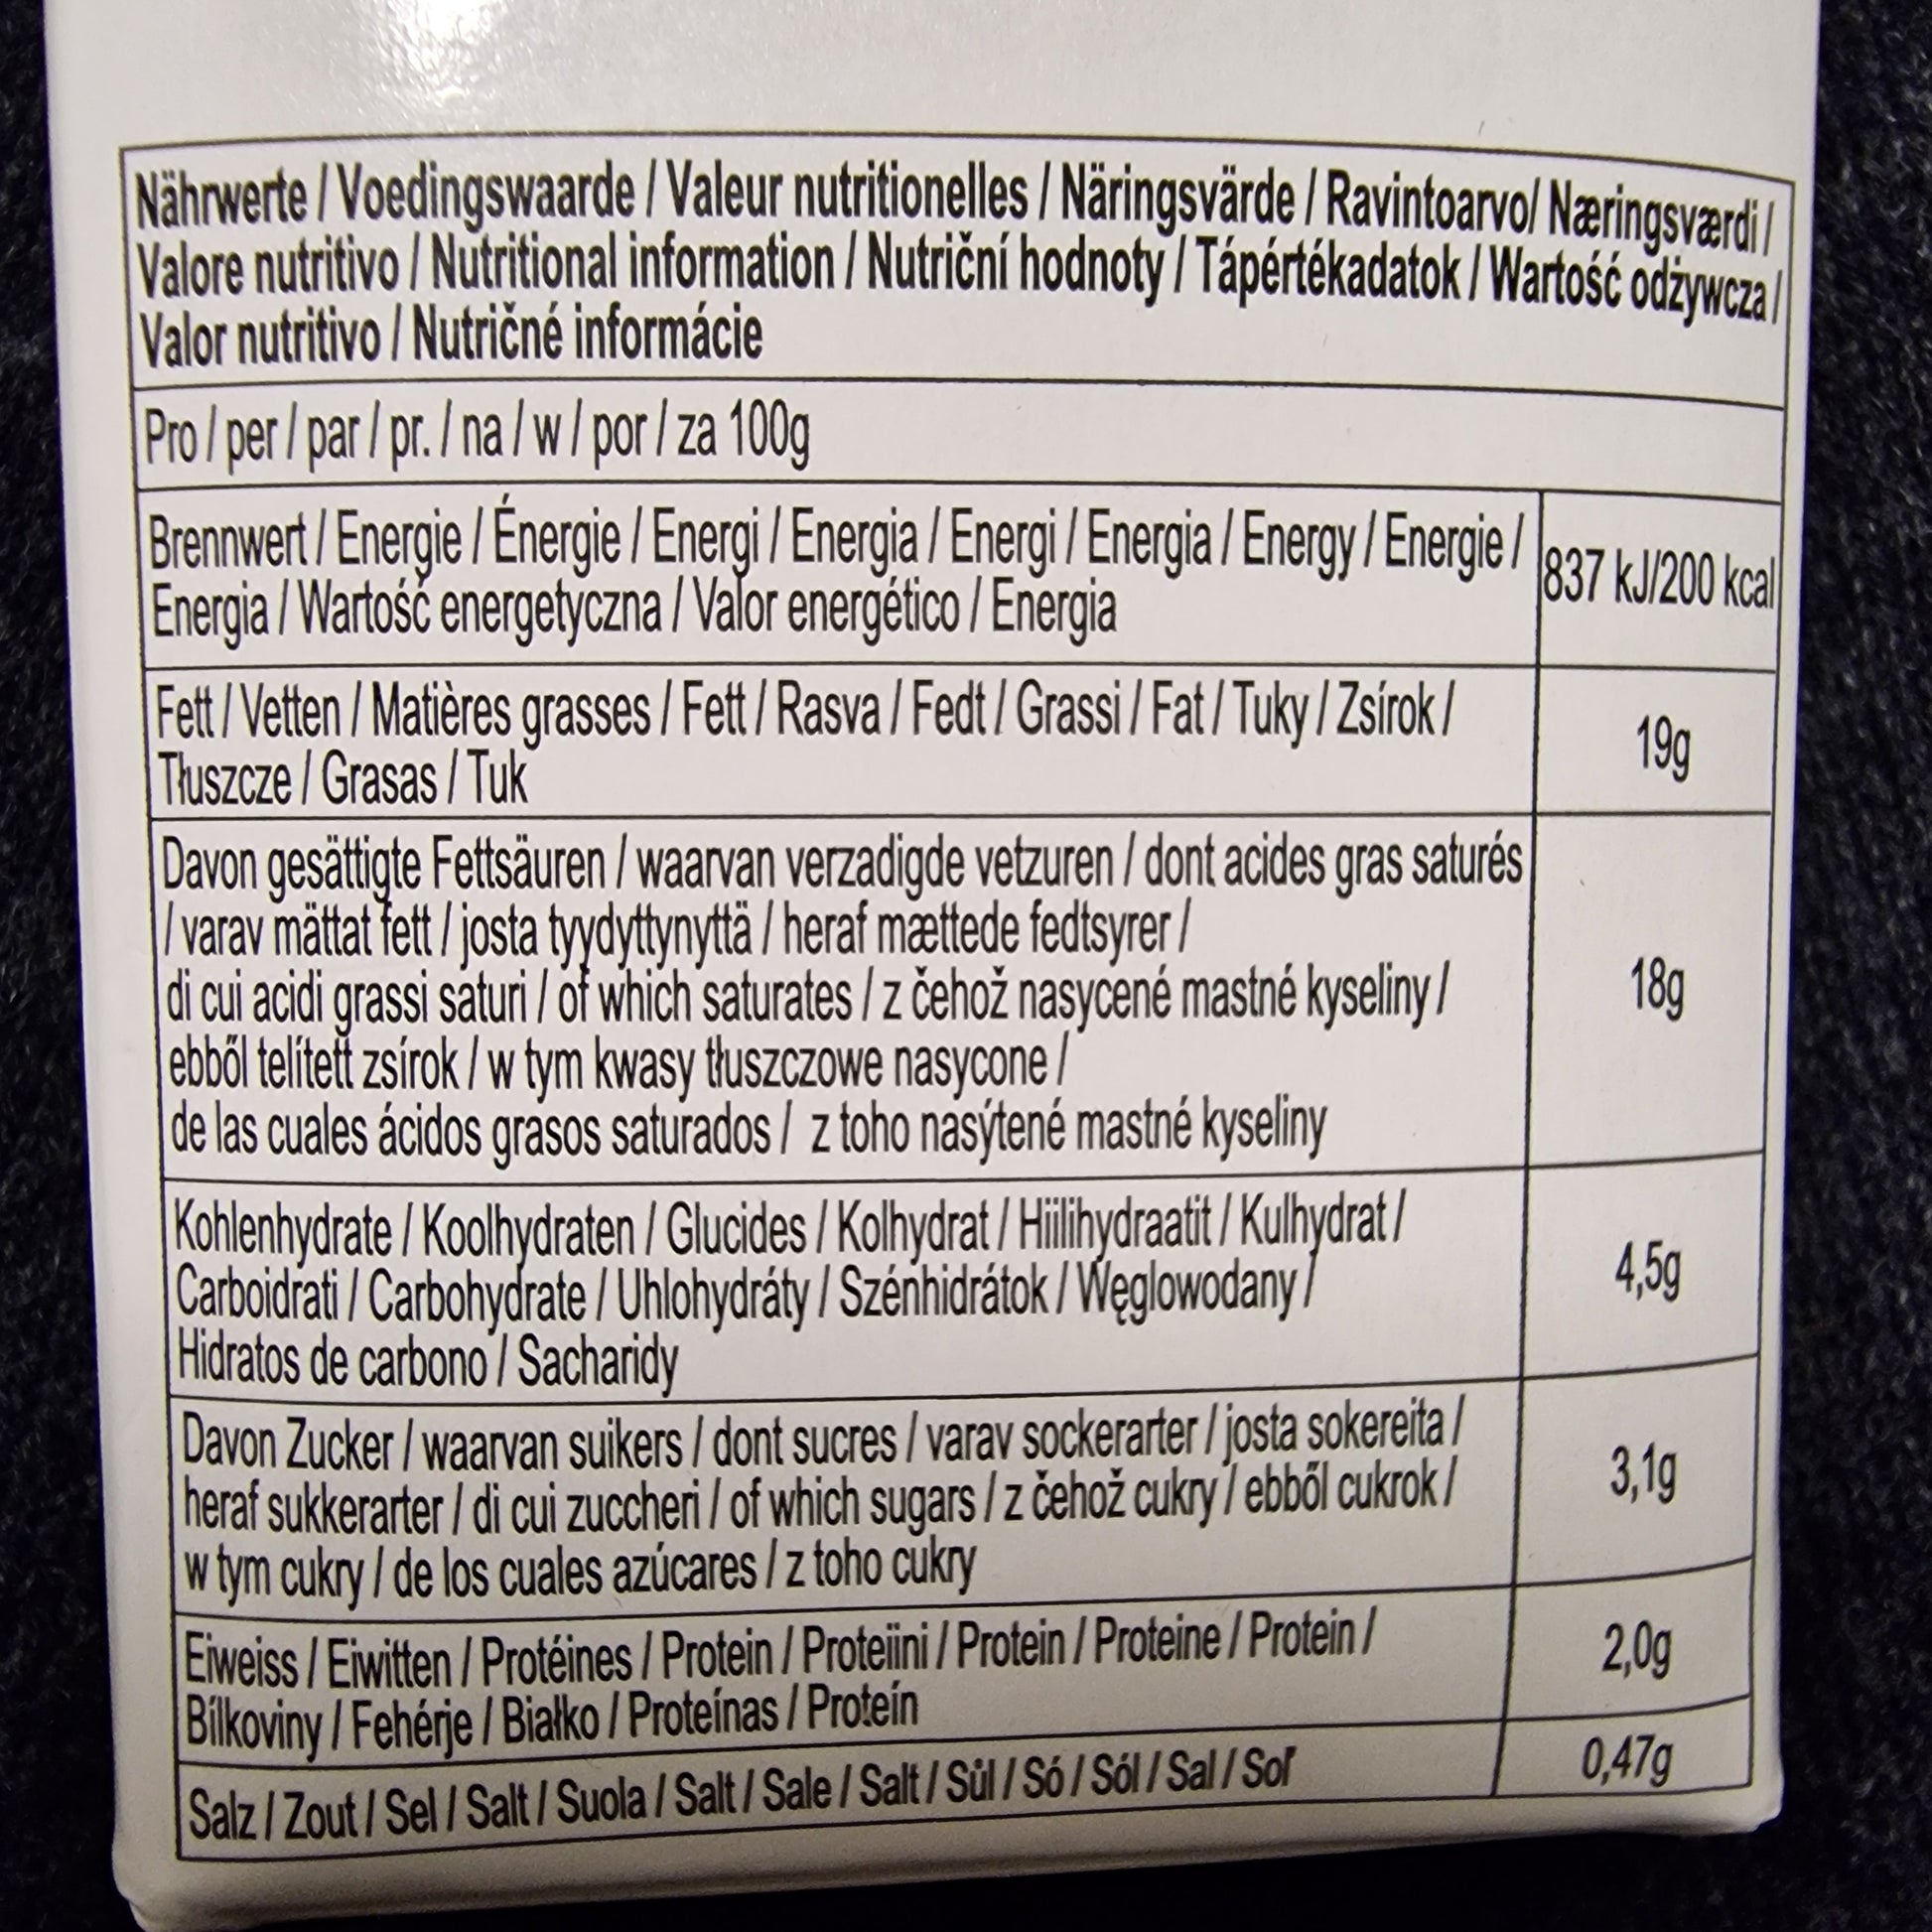 Nährwerte / Voedingswaarde / Valeur nutritionelles / Näringsvärde / Ravintoarvo/ Næringsværdi /
Valore nutritivo / Nutritional information / Nutriční hodnoty / Tápértékadatok / Wartość odżywcza /
Valor nutritivo / Nutričné informácie
Pro / per / par / pr. / na / w / por / za 100g
Brennwert / Energie / Énergie / Energi / Energia / Energi / Energia / Energy / Energie /
Energia / Wartość energetyczna / Valor energético / Energia
837 kJ/200 kcal
Fett / Vetten / Matières grasses / Fett / Rasva / Fedt / Grassi / Fat / Tuky / Zsírok /
Tłuszcze / Grasas / Tuk
19g
Davon gesättigte Fettsäuren / waarvan verzadigde vetzuren / dont acides gras saturés
/ varav mättat fett / josta tyydyttynyttä / heraf mættede fedtsyrer /
di cui acidi grassi saturi / of which saturates / z čehož nasycené mastné kyseliny /
ebből telített zsírok / w tym kwasy tłuszczowe nasycone /
de las cuales ácidos grasos saturados / z toho nasýtené mastné kyseliny
18g
Kohlenhydrate / Koolhydraten / Glucides / Kolhydrat / Hiilihydraatit / Kulhydrat /
Carboidrati / Carbohydrate / Uhlohydráty / Szénhidrátok / Węglowodany /
Hidratos de carbono / Sacharidy
4,5g
Davon Zucker / waarvan suikers / dont sucres / varav sockerarter / josta sokereita /
heraf sukkerarter / di cui zuccheri / of which sugars / z čehož cukry / ebből cukrok /
w tym cukry / de los cuales azúcares / z toho cukry
3,1g
Eiweiss / Eiwitten / Protéines / Protein / Proteiini / Protein / Proteine / Protein /
Bílkoviny / Fehérje / Białko / Proteínas / Proteín
2,0g
Salz / Zout / Sel / Salt / Suola / Salt / Sale / Salt / Sůl / Só / Sól / Sal / Soľ
0,47g